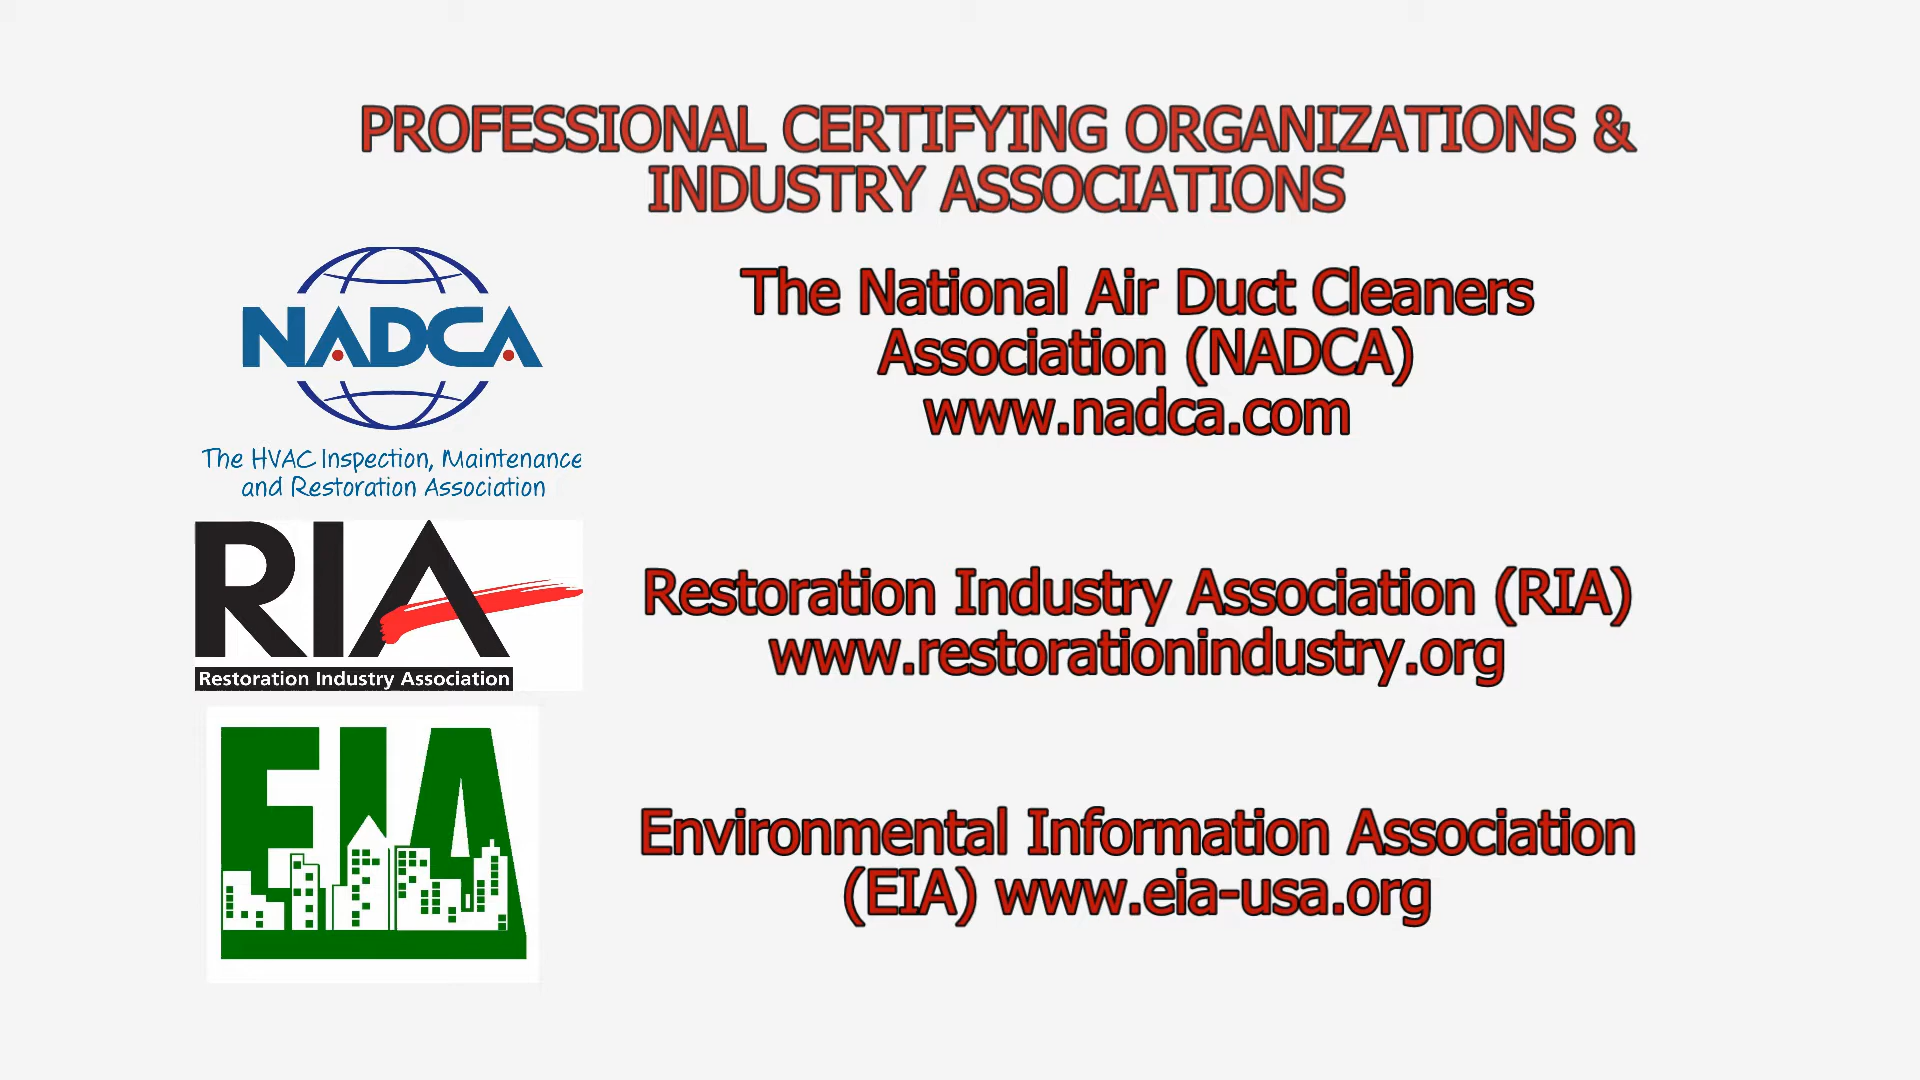 PROFESSIONAL CERTIFYING ORGANIZATIONS &
INDUSTRY ASSOCIATIONS
NADCA
The HVAC Inspection, Maintenance
and Restoration Association
The National Air Duct Cleaners
Association (NADCA)
www.nadca.com
RIA
Restoration Industry Association
Restoration Industry Association (RIA)
www.restorationindustry.org
EIA
Environmental Information Association
(EIA) www.eia-usa.org